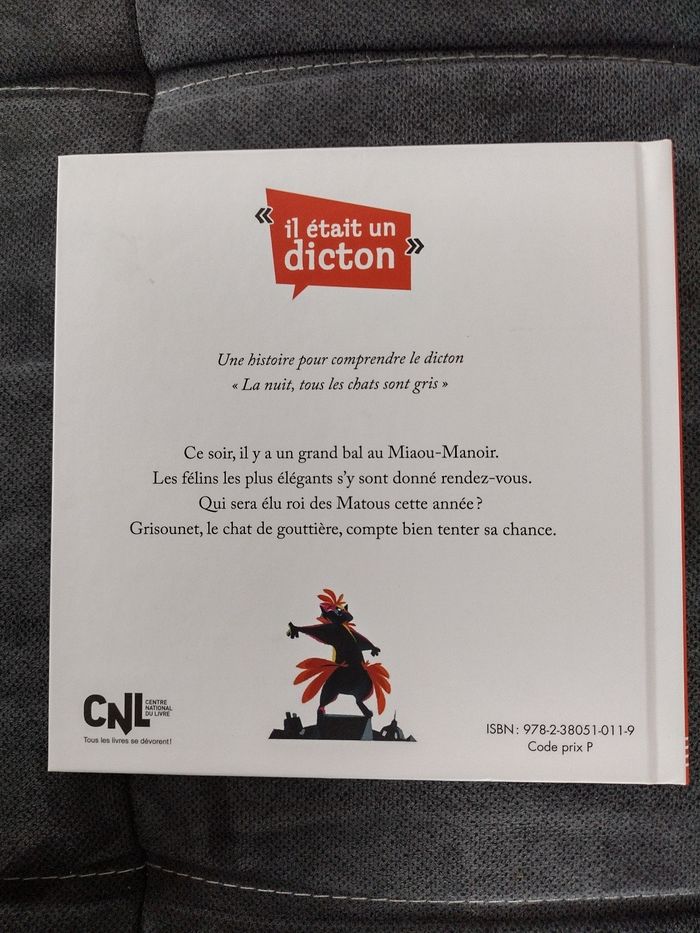 « il était un
dicton »
Une histoire pour comprendre le dicton
« La nuit, tous les chats sont gris »
Ce soir, il y a un grand bal au Miaou-Manoir.
Les félins les plus élégants s’y sont donné rendez-vous.
Qui sera élu roi des Matous cette année ?
Grisounet, le chat de gouttière, compte bien tenter sa chance.
CNL
CENTRE
NATIONAL
DU LIVRE
Tous les livres se dévorent !
ISBN : 978-2-38051-011-9
Code prix P